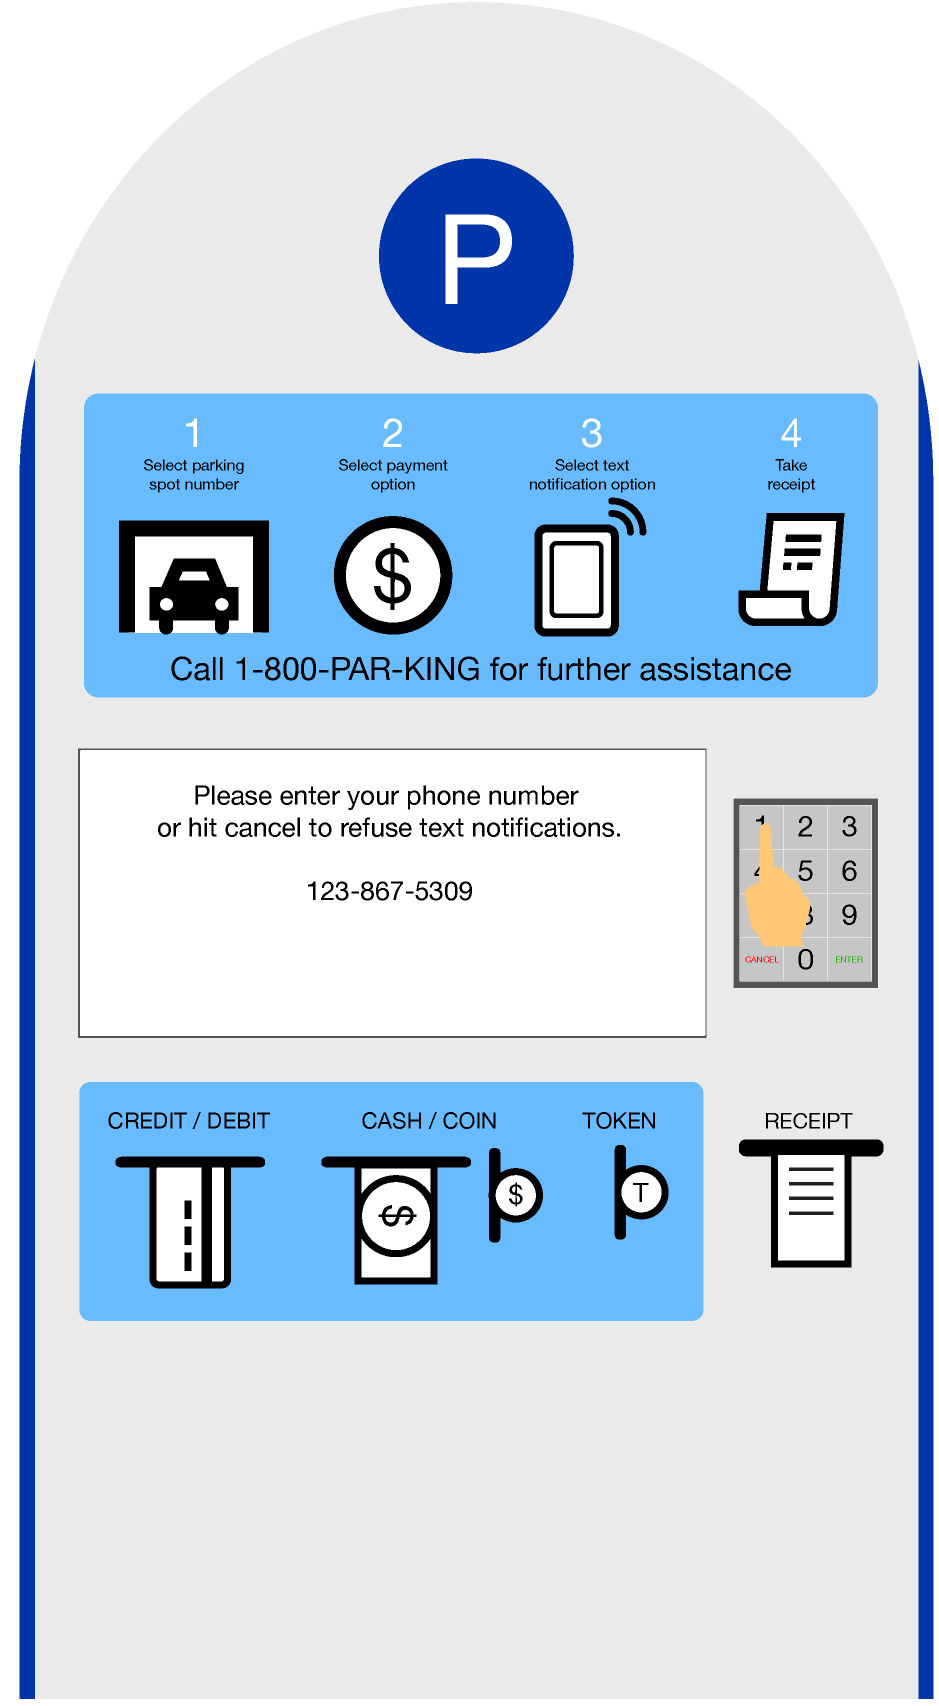 P
1
Select parking
spot number
2
Select payment
option
3
Select text
notification option
4
Take
receipt
$
Call 1-800-PAR-KING for further assistance
Please enter your phone number
or hit cancel to refuse text notifications.
123-867-5309
1 2 3
4 5 6
8 9
CANCEL 0 ENTER
CREDIT / DEBIT
CASH / COIN
TOKEN
RECEIPT
$
$
T